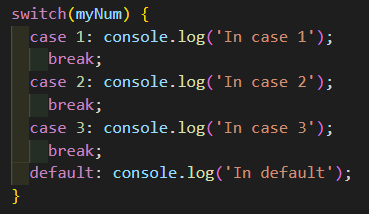 switch(myNum) {
  case 1: console.log('In case 1');
    break;
  case 2: console.log('In case 2');
    break;
  case 3: console.log('In case 3');
    break;
  default: console.log('In default');
}